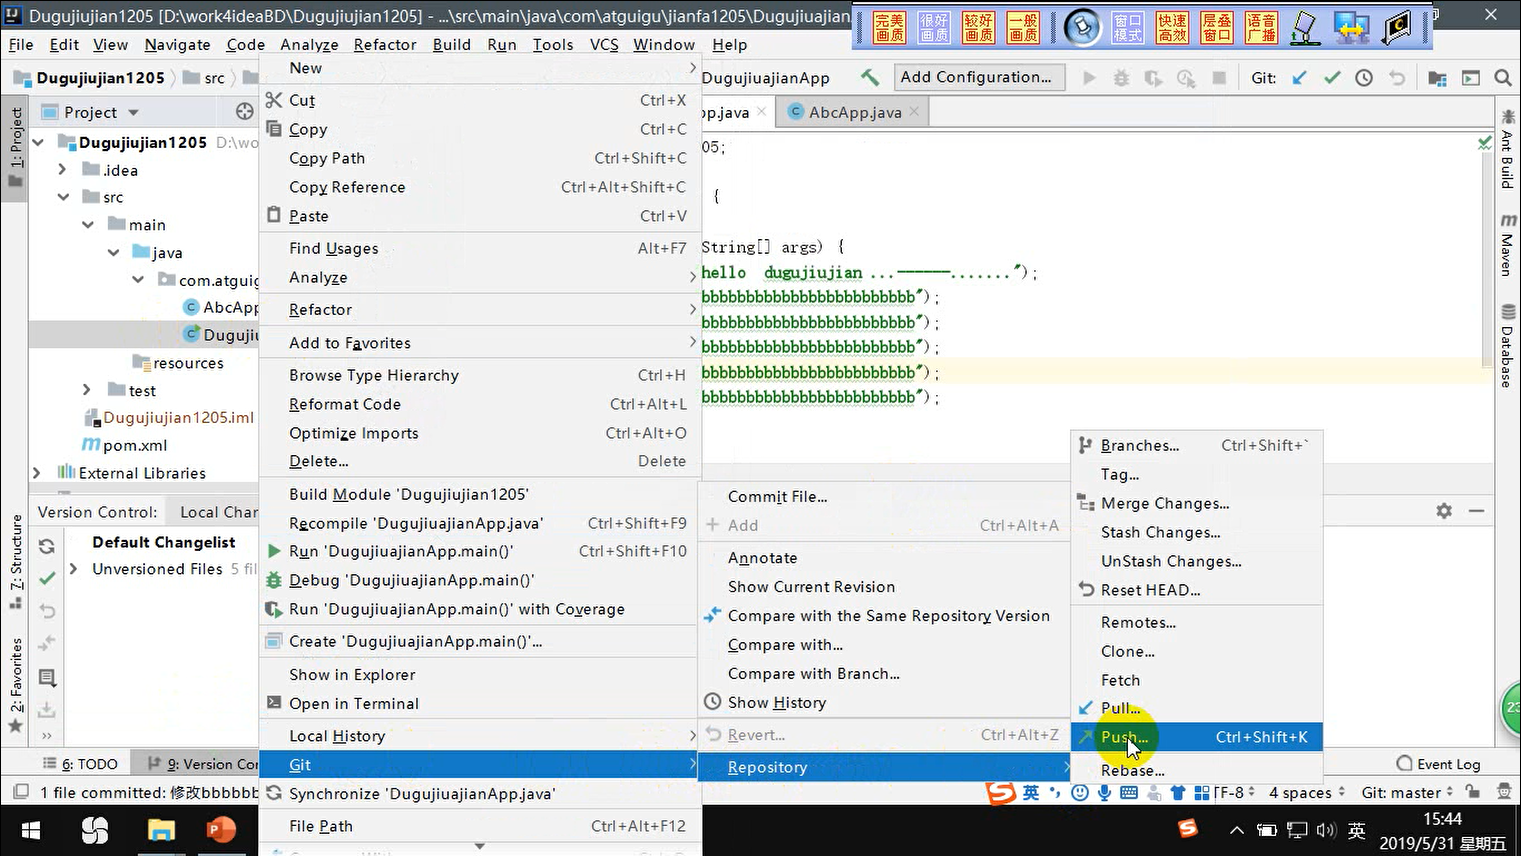 Dugujiujian1205 [D:\work4ideaBD\Dugujiujian1205] - ...\src\main\java\com\atguigu\jianfa1205\Dugujiuajian
完美画质
很好画质
较好画质
一般画质
窗口模式
快速高效
层叠窗口
语音广播
File Edit View Navigate Code Analyze Refactor Build Run Tools VCS Window Help
Dugujiujian1205
src
DugujiuajianApp
Add Configuration...
Git:
1: Project
Project
pp.java
AbcApp.java
Dugujiujian1205 D:\wo
.idea
src
main
java
com.atguig
AbcApp
Dugujiu
resources
test
Dugujiujian1205.iml
pom.xml
External Libraries
05;
{
String[] args) {
hello dugujiujian ...——————.......");
bbbbbbbbbbbbbbbbbbbbbbbb");
bbbbbbbbbbbbbbbbbbbbbbbb");
bbbbbbbbbbbbbbbbbbbbbbbb");
bbbbbbbbbbbbbbbbbbbbbbbb");
bbbbbbbbbbbbbbbbbbbbbbbb");
Ant Build
Maven
Database
New
Cut Ctrl+X
Copy Ctrl+C
Copy Path Ctrl+Shift+C
Copy Reference Ctrl+Alt+Shift+C
Paste Ctrl+V
Find Usages Alt+F7
Analyze
Refactor
Add to Favorites
Browse Type Hierarchy Ctrl+H
Reformat Code Ctrl+Alt+L
Optimize Imports Ctrl+Alt+O
Delete... Delete
Build Module 'Dugujiujian1205'
Recompile 'DugujiuajianApp.java' Ctrl+Shift+F9
Run 'DugujiuajianApp.main()' Ctrl+Shift+F10
Debug 'DugujiuajianApp.main()'
Run 'DugujiuajianApp.main()' with Coverage
Create 'DugujiuajianApp.main()'...
Show in Explorer
Open in Terminal
Local History
Git
Synchronize 'DugujiuajianApp.java'
File Path Ctrl+Alt+F12
Commit File...
Add Ctrl+Alt+A
Annotate
Show Current Revision
Compare with the Same Repository Version
Compare with...
Compare with Branch...
Show History
Revert... Ctrl+Alt+Z
Repository
Branches... Ctrl+Shift+`
Tag...
Merge Changes...
Stash Changes...
UnStash Changes...
Reset HEAD...
Remotes...
Clone...
Fetch
Pull...
Push... Ctrl+Shift+K
Rebase...
Version Control: Local Char
Default Changelist
Unversioned Files 5 fil
7: Structure
2: Favorites
6: TODO
9: Version Co
Event Log
1 file committed: 修改bbbbbb
英
TF-8 4 spaces Git: master
23
英
15:44
2019/5/31 星期五